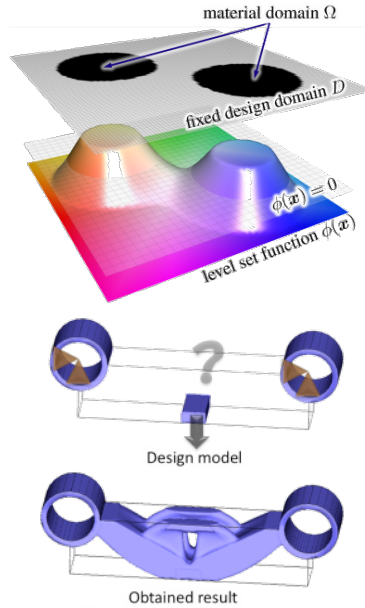 material domain Ω
fixed design domain D
ϕ(x) = 0
level set function ϕ(x)
?
Design model
Obtained result